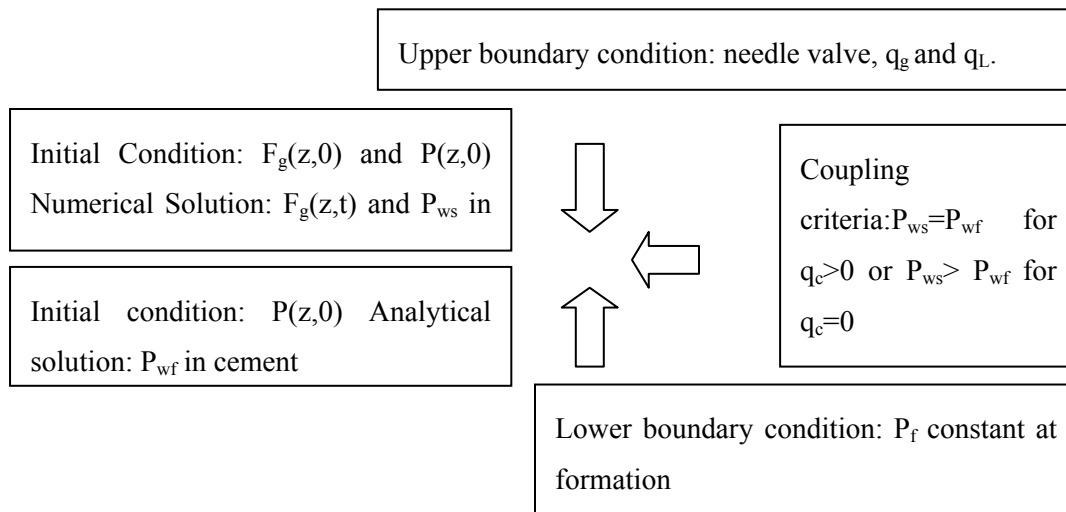 Upper boundary condition: needle valve, qg and qL.
Initial Condition: Fg(z,0) and P(z,0)
Numerical Solution: Fg(z,t) and Pws in
Initial condition: P(z,0) Analytical
solution: Pwf in cement
Coupling
criteria:Pws=Pwf for
qc>0 or Pws> Pwf for
qc=0
Lower boundary condition: Pf constant at
formation